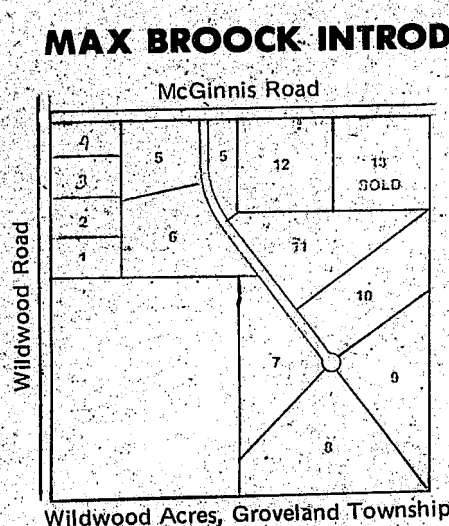 MAX BROOCK INTROD
McGinnis Road
4
5
5
12
13
SOLD
3
2
6
11
1
10
Wildwood Road
7
9
8
Wildwood Acres, Groveland Township